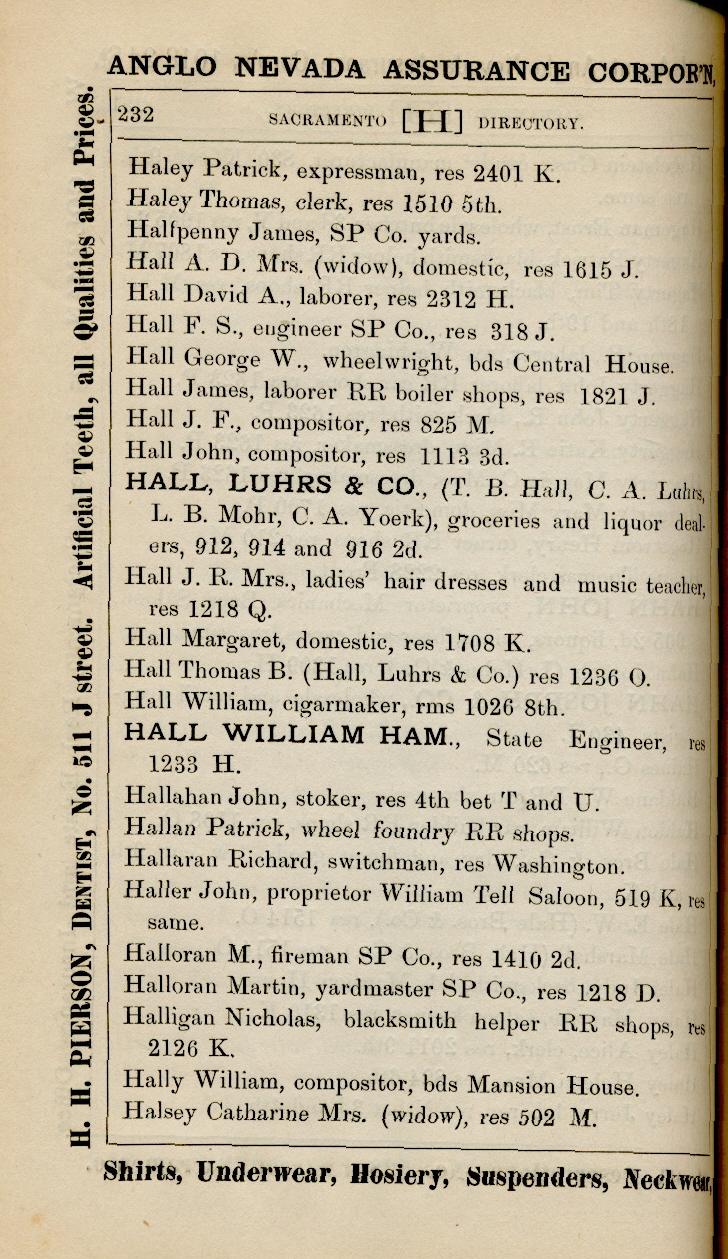 ANGLO NEVADA ASSURANCE CORPOR'N,
232 SACRAMENTO [H] DIRECTORY.
Haley Patrick, expressman, res 2401 K.
Haley Thomas, clerk, res 1510 5th.
Halfpenny James, SP Co. yards.
Hall A. D. Mrs. (widow), domestic, res 1615 J.
Hall David A., laborer, res 2312 H.
Hall F. S., engineer SP Co., res 318 J.
Hall George W., wheelwright, bds Central House.
Hall James, laborer RR boiler shops, res 1821 J.
Hall J. F., compositor, res 825 M.
Hall John, compositor, res 1113 3d.
HALL, LUHRS & CO., (T. B. Hall, C. A. Luhrs,
L. B. Mohr, C. A. Yoerk), groceries and liquor deal-
ers, 912, 914 and 916 2d.
Hall J. R. Mrs., ladies' hair dresses and music teacher,
res 1218 Q.
Hall Margaret, domestic, res 1708 K.
Hall Thomas B. (Hall, Luhrs & Co.) res 1236 O.
Hall William, cigarmaker, rms 1026 8th.
HALL WILLIAM HAM., State Engineer, res
1233 H.
Hallahan John, stoker, res 4th bet T and U.
Hallan Patrick, wheel foundry RR shops.
Hallaran Richard, switchman, res Washington.
Haller John, proprietor William Tell Saloon, 519 K, res
same.
Halloran M., fireman SP Co., res 1410 2d.
Halloran Martin, yardmaster SP Co., res 1218 D.
Halligan Nicholas, blacksmith helper RR shops, res
2126 K.
Hally William, compositor, bds Mansion House.
Halsey Catharine Mrs. (widow), res 502 M.
Shirts, Underwear, Hosiery, Suspenders, Neckwear,
H. H. PIERSON, DENTIST, No. 511 J street. Artificial Teeth, all Qualities and Prices.